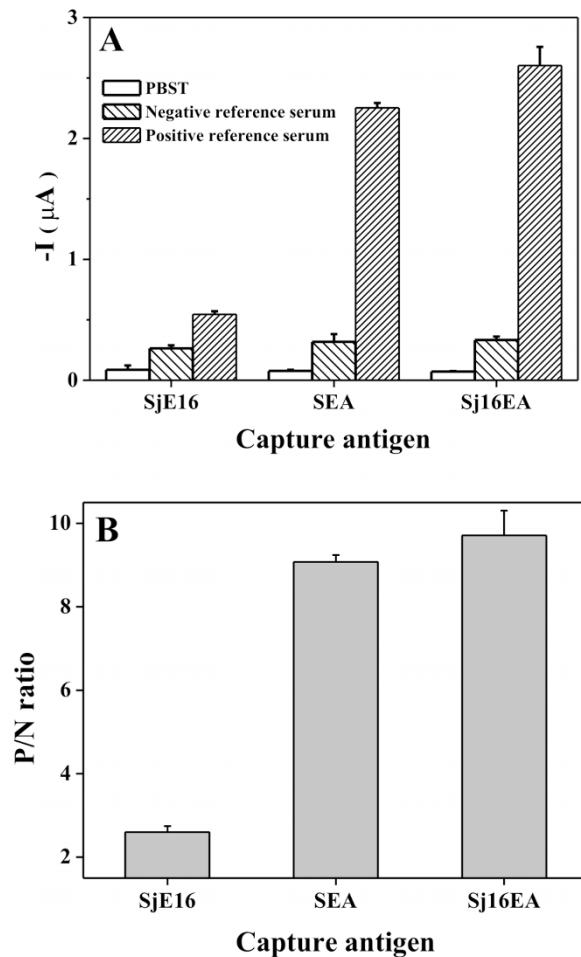 A
3
2
1
0
-I ( μA )
PBST
Negative reference serum
Positive reference serum
SjE16 SEA Sj16EA
Capture antigen
B
10
8
6
4
2
P/N ratio
SjE16 SEA Sj16EA
Capture antigen